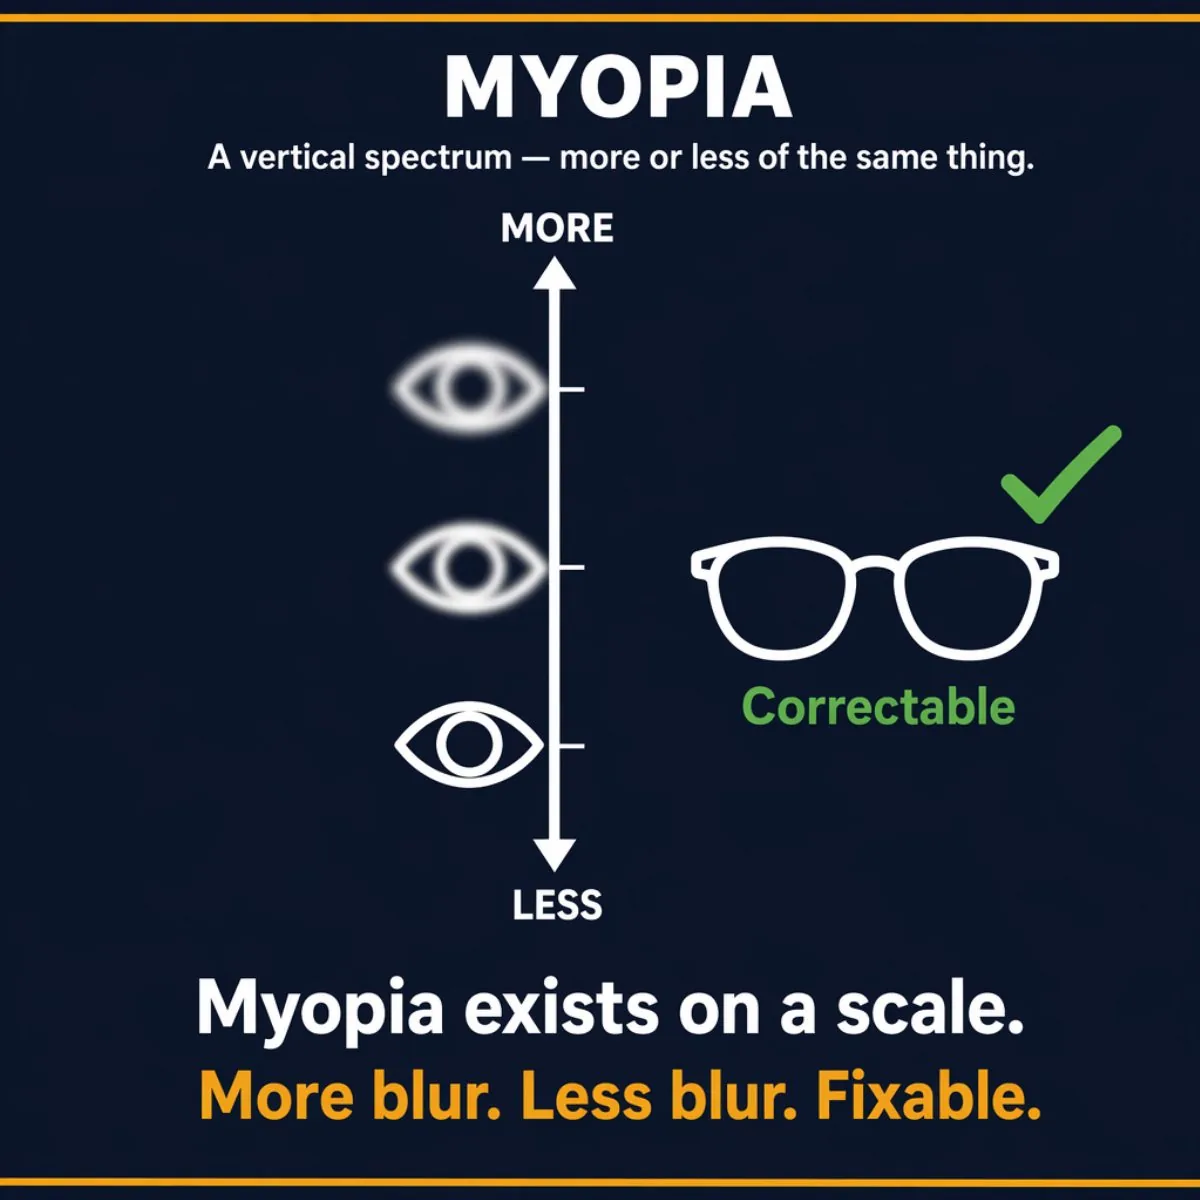 MYOPIA
A vertical spectrum — more or less of the same thing.
MORE
Correctable
LESS
Myopia exists on a scale.
More blur. Less blur. Fixable.